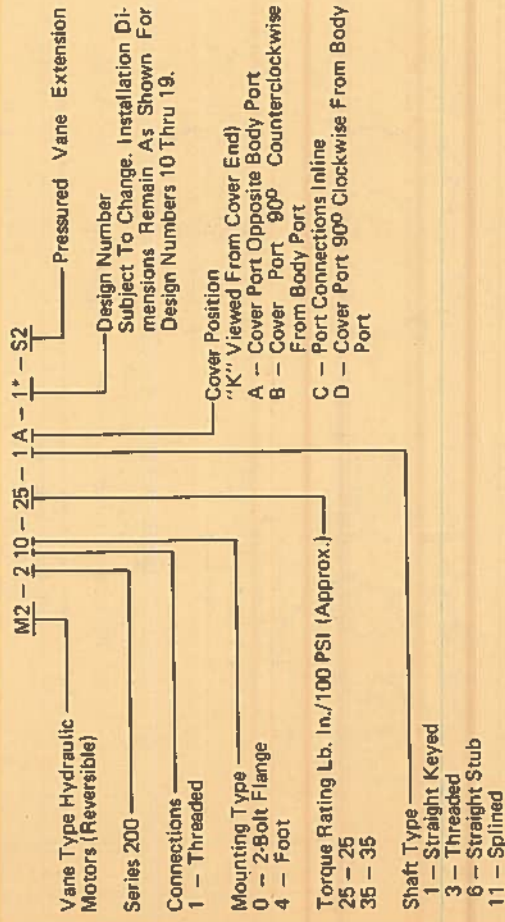 M2 - 2 10 - 25 - 1 A - 1* - S2
Vane Type Hydraulic
Motors (Reversible)
Series 200
Connections
1 - Threaded
Mounting Type
0 - 2-Bolt Flange
4 - Foot
Torque Rating Lb. In./100 PSI (Approx.)
25 - 25
35 - 35
Shaft Type
1 - Straight Keyed
3 - Threaded
6 - Straight Stub
11 - Splined
Pressured Vane Extension
Design Number
Subject To Change. Installation Di-
mensions Remain As Shown For
Design Numbers 10 Thru 19.
Cover Position
"K" Viewed From Cover End)
A - Cover Port Opposite Body Port
B - Cover Port 90º Counterclockwise
From Body Port
C - Port Connections Inline
D - Cover Port 90º Clockwise From Body
Port